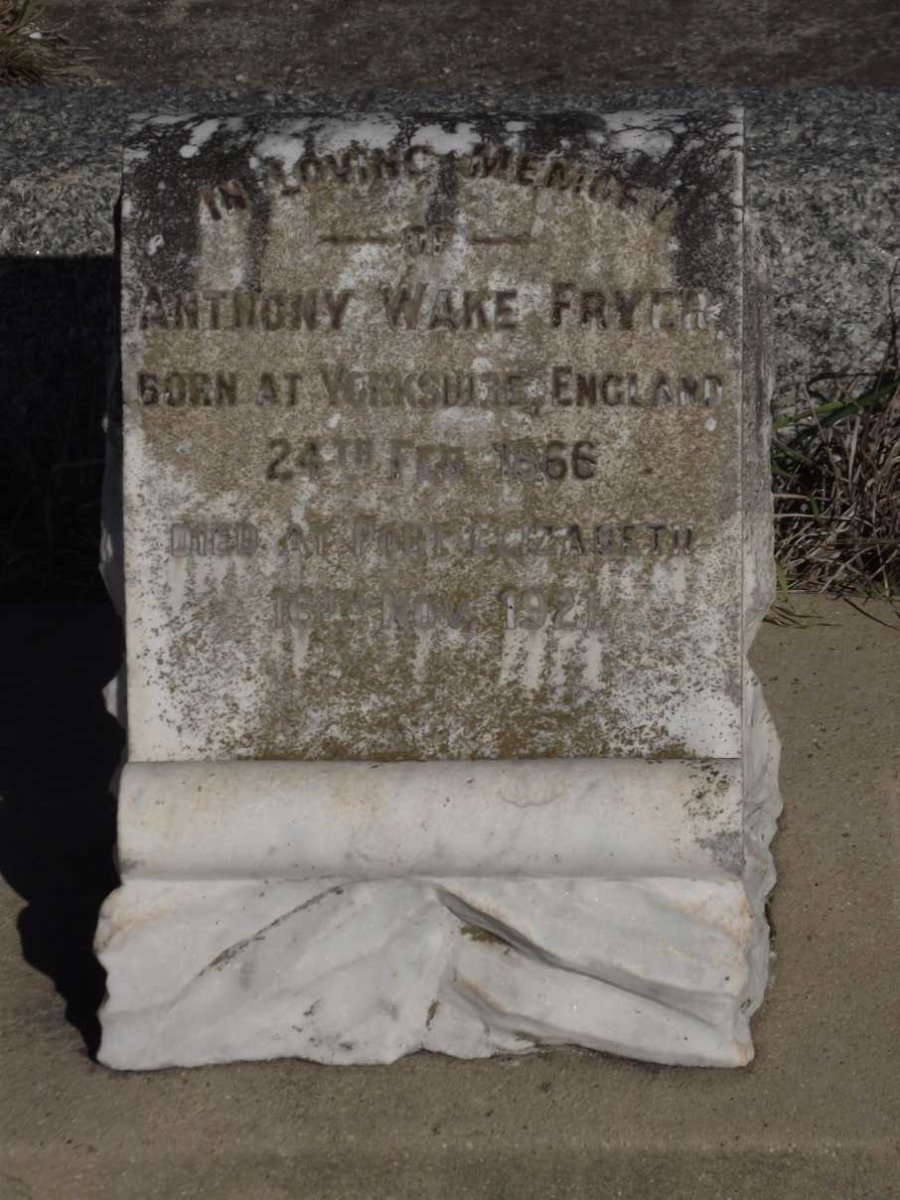 IN LOVING MEMORY
OF
ANTHONY WAKE FRYER
BORN AT YORKSHIRE, ENGLAND
24TH FEB. 1866
DIED AT PORT ELIZABETH
16TH NOV. 1921.